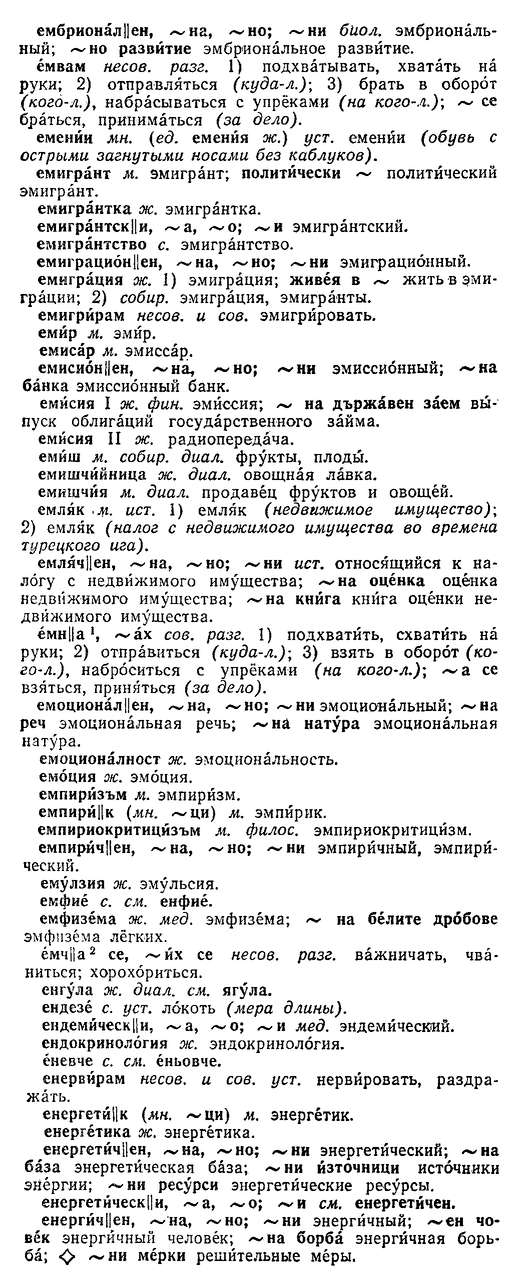 ембриона́л||ен, ~на, ~но; ~ни биол. эмбриона́ль-
ный; ~но разви́тие эмбриона́льное разви́тие.
е́мвам несов. разг. 1) подхва́тывать, хвата́ть на́
руки; 2) отправля́ться (куда-л.); 3) брать в оборо́т
(кого-л.), набра́сываться с упрёками (на кого-л.); ~ се
бра́ться, принима́ться (за дело).
емени́и мн. (ед. емени́я ж.) уст. емени́и (обувь с
острыми загнутыми носами без каблуков).
емигра́нт м. эмигра́нт; полити́чески ~ полити́ческий
эмигра́нт.
емигра́нтка ж. эмигра́нтка.
емигра́нтск||и, ~а, ~о; ~и эмигра́нтский.
емигра́нтство с. эмигра́нтство.
емиграцио́н||ен, ~на, ~но; ~ни эмиграцио́нный.
емигра́ция ж. 1) эмигра́ция; живе́я в ~ жить в эми-
гра́ции; 2) собир. эмигра́ция, эмигра́нты.
емигри́рам несов. и сов. эмигри́ровать.
еми́р м. эми́р.
емиса́р м. эмисса́р.
емисио́н||ен, ~на, ~но; ~ни эмиссио́нный; ~на
ба́нка эмиссио́нный банк.
еми́сия I ж. фин. эми́ссия; ~ на държа́вен за́ем вы́-
пуск облига́ций госуда́рственного за́йма.
еми́сия II ж. радиопереда́ча.
еми́ш м. собир. диал. фру́кты, плоды́.
емишчи́йница ж. диал. овощна́я ла́вка.
емишчи́я м. диал. продаве́ц фру́ктов и овоще́й.
емля́к м. ист. 1) емля́к (недвижимое имущество);
2) емля́к (налог с недвижимого имущества во времена
турецкого ига).
емля́ч||ен, ~на, ~но; ~ни ист. относя́щийся к на-
ло́гу с недви́жимого иму́щества; ~на оце́нка оце́нка
недви́жимого иму́щества; ~на кни́га кни́га оце́нки не-
дви́жимого иму́щества.
е́мн||а ¹, ~ах сов. разг. 1) подхвати́ть, схвати́ть на́
руки; 2) отпра́виться (куда-л.); 3) взять в оборо́т (ко-
го-л.), набро́ситься с упрёками (на кого-л.); ~а се
взя́ться, приня́ться (за дело).
емоциона́л||ен, ~на, ~но; ~ни эмоциона́льный; ~на
реч эмоциона́льная речь; ~на нату́ра эмоциона́льная
нату́ра.
емоциона́лност ж. эмоциона́льность.
емо́ция ж. эмо́ция.
емпири́зъм м. эмпири́зм.
емпири́||к (мн. ~ци) м. эмпи́рик.
емпириокритици́зъм м. филос. эмпириокритици́зм.
емпири́ч||ен, ~на, ~но; ~ни эмпири́чный, эмпири́-
ческий.
ему́лзия ж. эму́льсия.
емфие́ с. см. енфие́.
емфизе́ма ж. мед. эмфизе́ма; ~ на бе́лите дро́бове
эмфизе́ма лёгких.
е́мч||а ² се, ~и́х се несов. разг. ва́жничать, чва́-
ниться; хорохо́риться.
енгу́ла ж. диал. см. ягу́ла.
ендезе́ с. уст. ло́коть (мера длины).
ендеми́ческ||и, ~а, ~о; ~и мед. эндеми́ческий.
ендокриноло́гия ж. эндокриноло́гия.
е́невче с. см. е́ньовче.
енерви́рам несов. и сов. уст. нерви́ровать, раздра-
жа́ть.
енергети́||к (мн. ~ци) м. энерге́тик.
енерге́тика ж. энерге́тика.
енергети́ч||ен, ~на, ~но; ~ни энергети́ческий; ~на
ба́за энергети́ческая ба́за; ~ни и́зточници исто́чники
эне́ргии; ~ни ресу́рси энергети́ческие ресу́рсы.
енергети́ческ||и, ~а, ~о; ~и см. енергети́чен.
енерги́ч||ен, ~на, ~но; ~ни энерги́чный; ~ен чо-
ве́к энерги́чный челове́к; ~на борба́ энерги́чная борь-
ба́; ◇ ~ни ме́рки реши́тельные ме́ры.